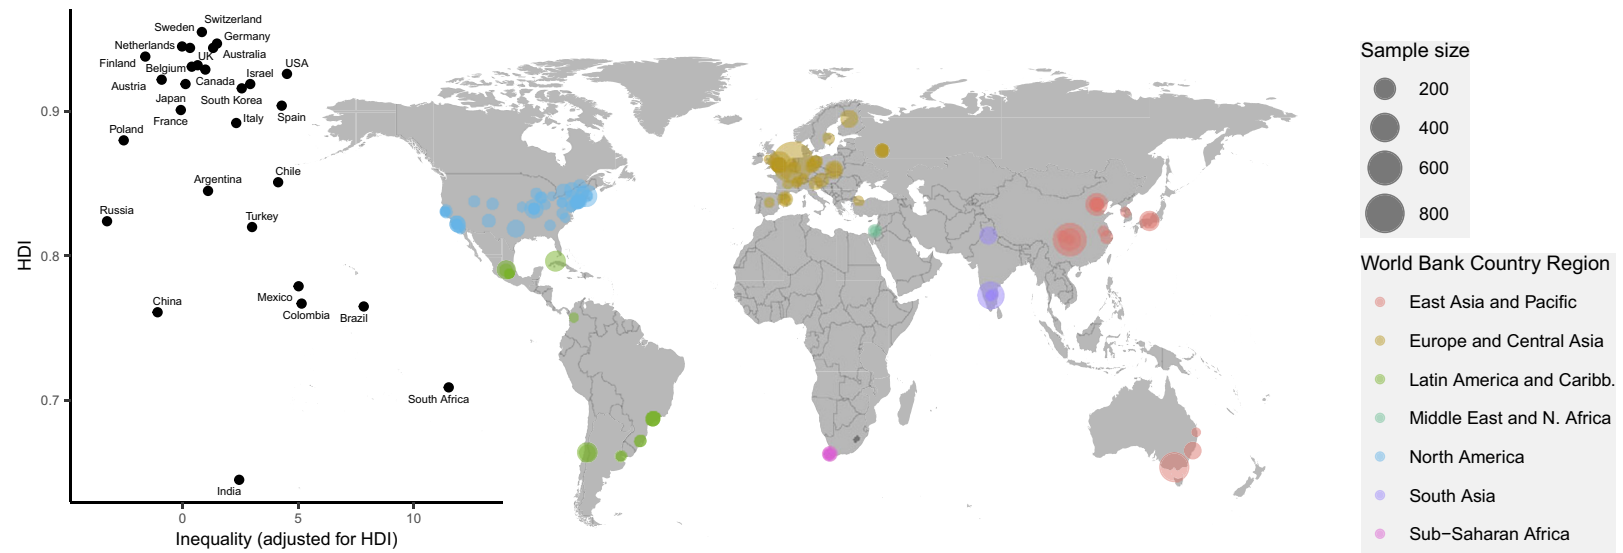 Switzerland
Sweden
Germany
Netherlands
UK
Australia
Finland
Belgium
Israel
USA
Austria
Canada
Japan
South Korea
France
Italy
Spain
Poland
Argentina
Chile
Russia
Turkey
China
Mexico
Colombia
Brazil
South Africa
India
HDI
0.9
0.8
0.7
0
5
10
Inequality (adjusted for HDI)
Sample size
200
400
600
800
World Bank Country Region
East Asia and Pacific
Europe and Central Asia
Latin America and Caribb.
Middle East and N. Africa
North America
South Asia
Sub−Saharan Africa